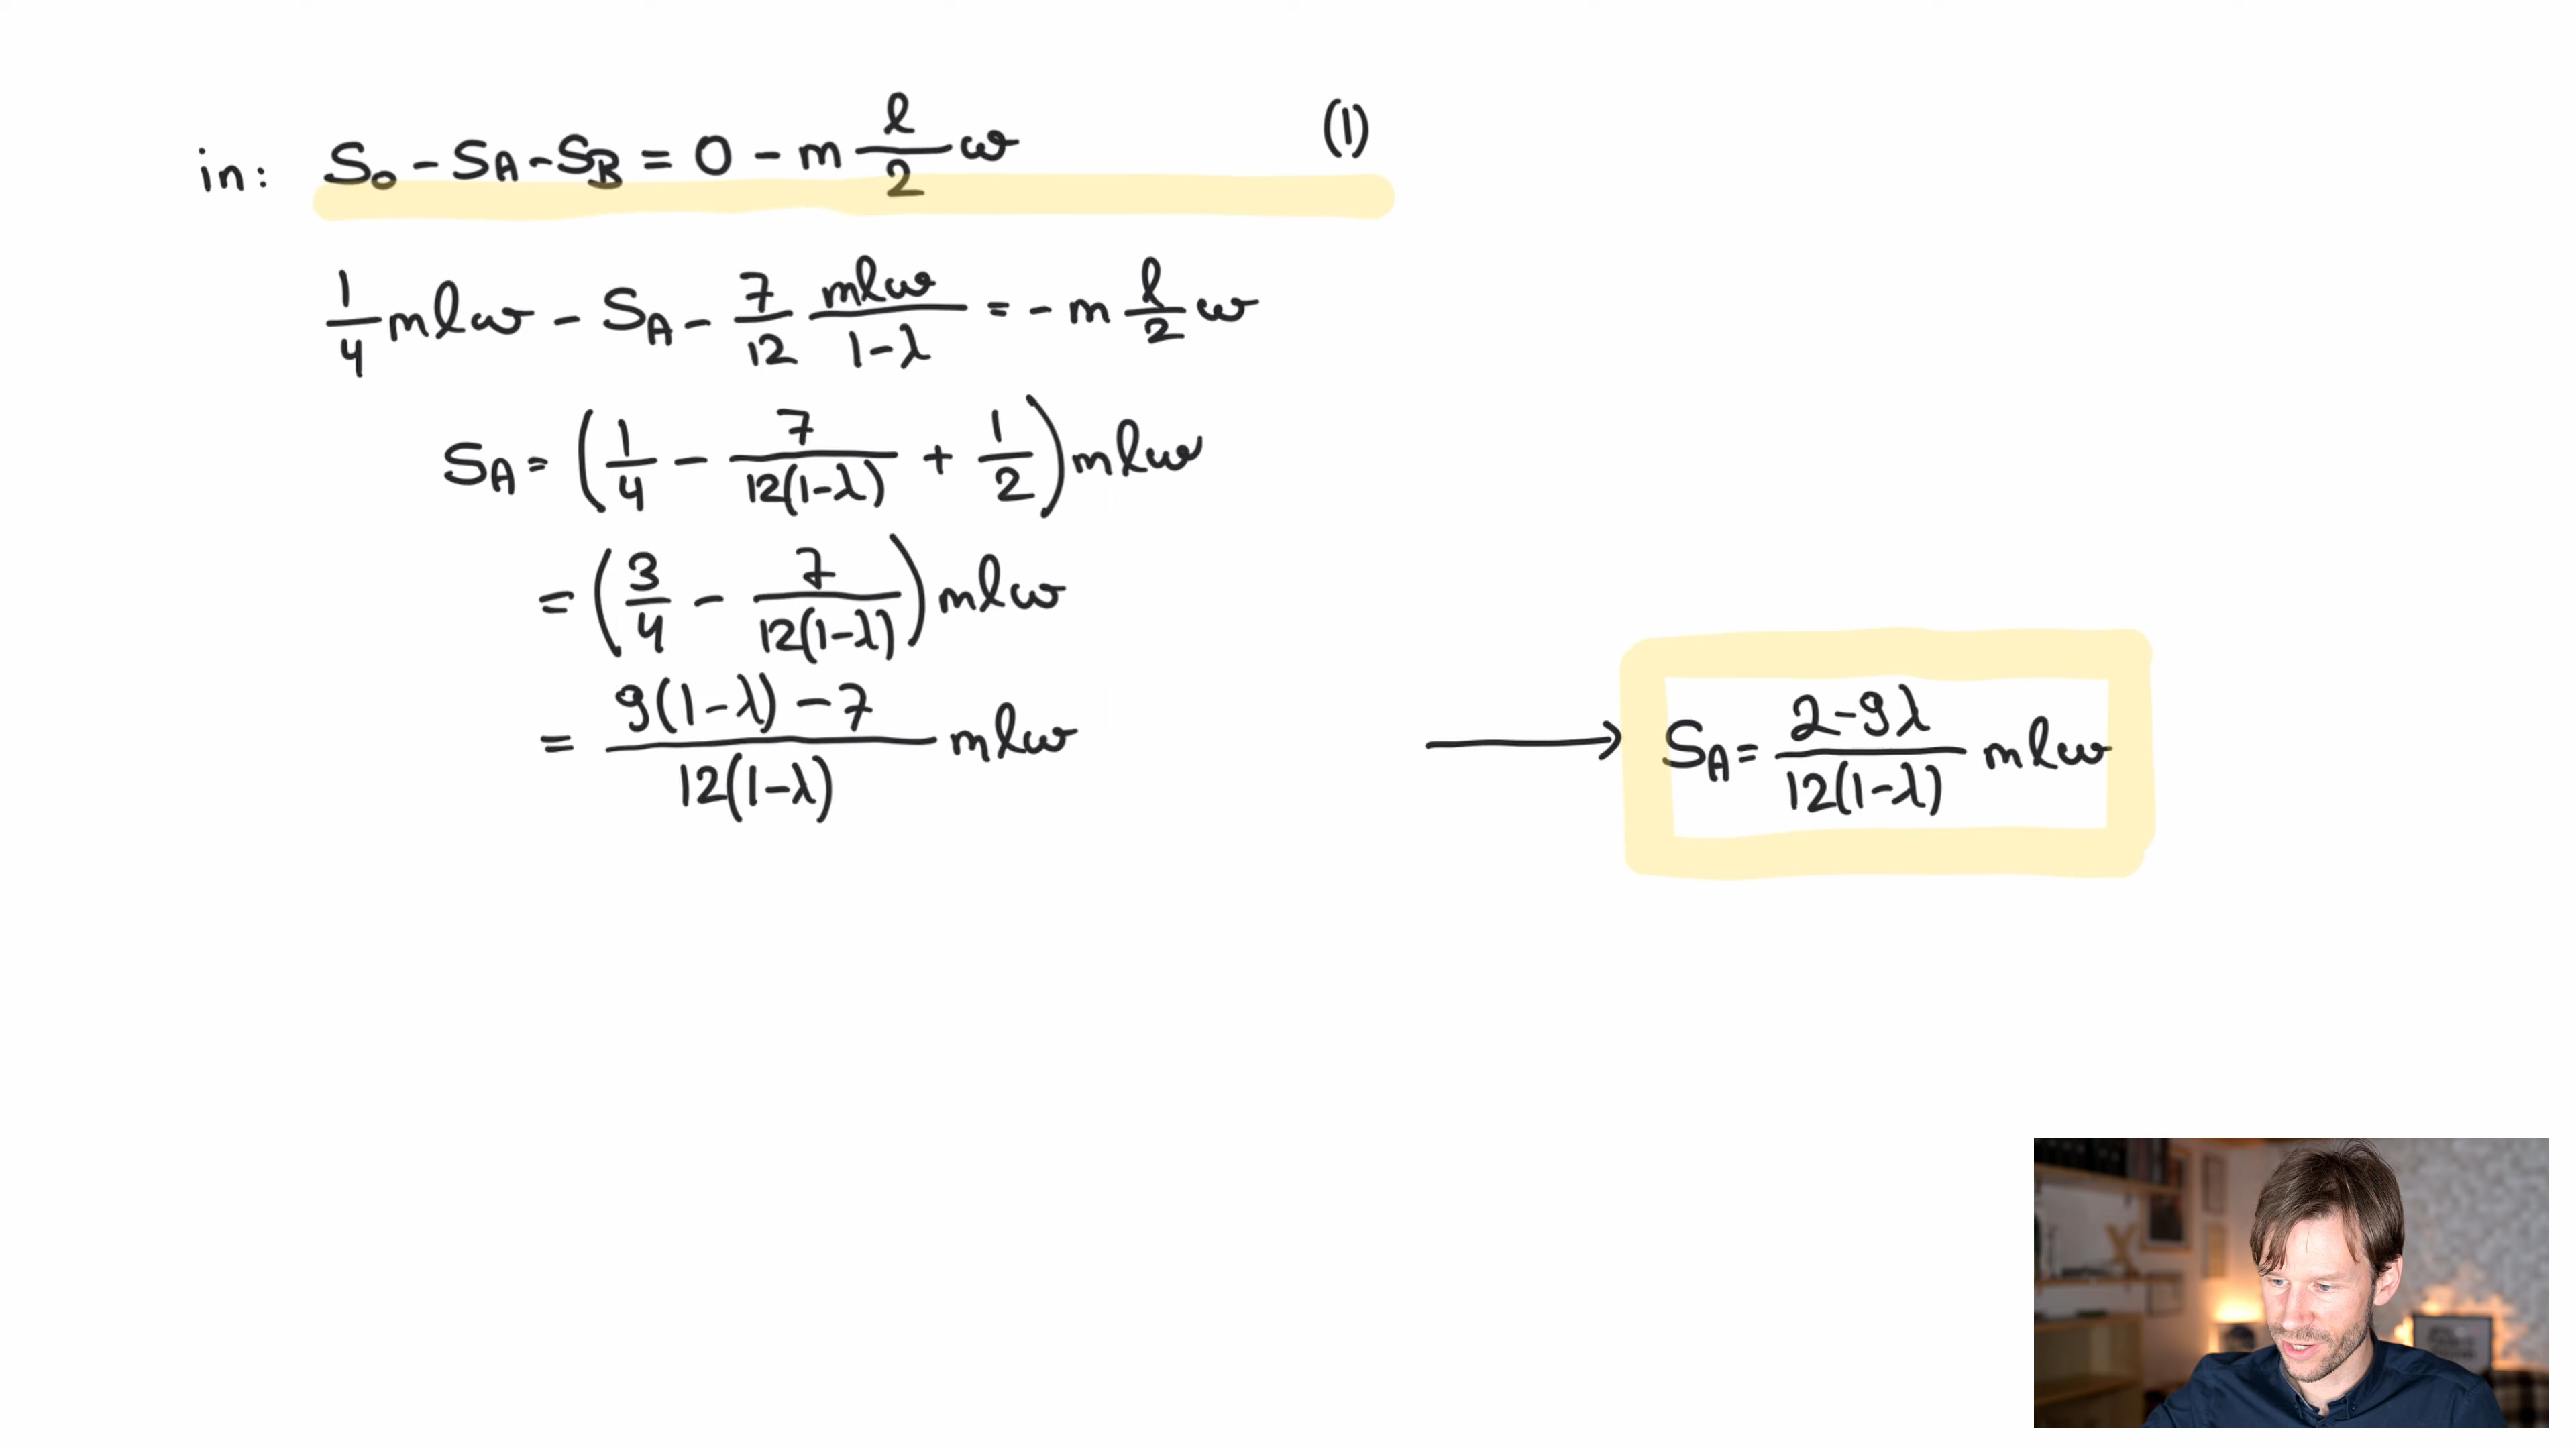 in: S₀ - S_A - S_B = 0 - m l/2 ω (1)
1/4 mlω - S_A - 7/12 mlω/(1-λ) = - m l/2 ω
S_A = (1/4 - 7/(12(1-λ)) + 1/2) mlω
= (3/4 - 7/(12(1-λ))) mlω
= (9(1-λ) - 7)/(12(1-λ)) mlω → S_A = (2-9λ)/(12(1-λ)) mlω